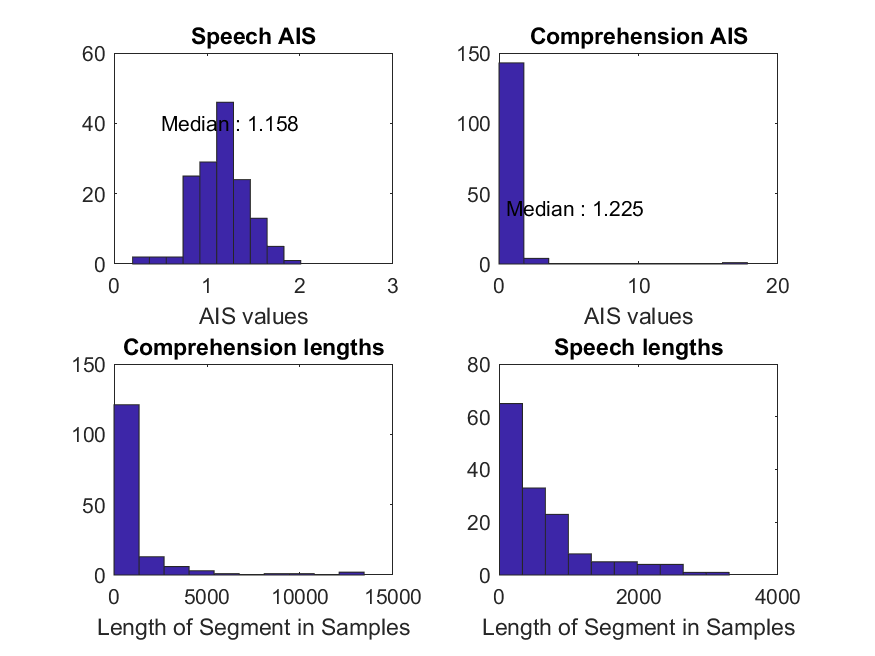 Speech AIS
60
40
20
0
Median : 1.158
0 1 2 3
AIS values
Comprehension AIS
150
100
50
0
Median : 1.225
0 10 20
AIS values
Comprehension lengths
150
100
50
0
0 5000 10000 15000
Length of Segment in Samples
Speech lengths
80
60
40
20
0
0 2000 4000
Length of Segment in Samples